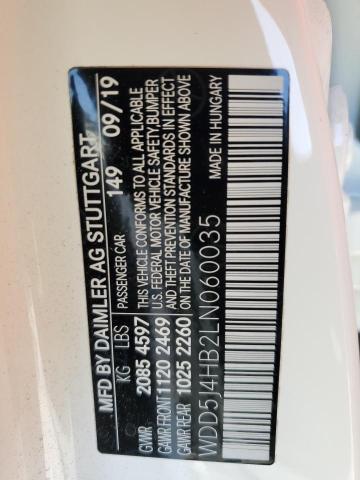 MFD BY DAIMLER AG STUTTGART
KG LBS PASSENGER CAR 149 09/19
GVWR 2085 4597 THIS VEHICLE CONFORMS TO ALL APPLICABLE
U.S. FEDERAL MOTOR VEHICLE SAFETY, BUMPER
GAWR FRONT 1120 2469 AND THEFT PREVENTION STANDARDS IN EFFECT
GAWR REAR 1025 2260 ON THE DATE OF MANUFACTURE SHOWN ABOVE
WDD5J4HB2LN060035 MADE IN HUNGARY